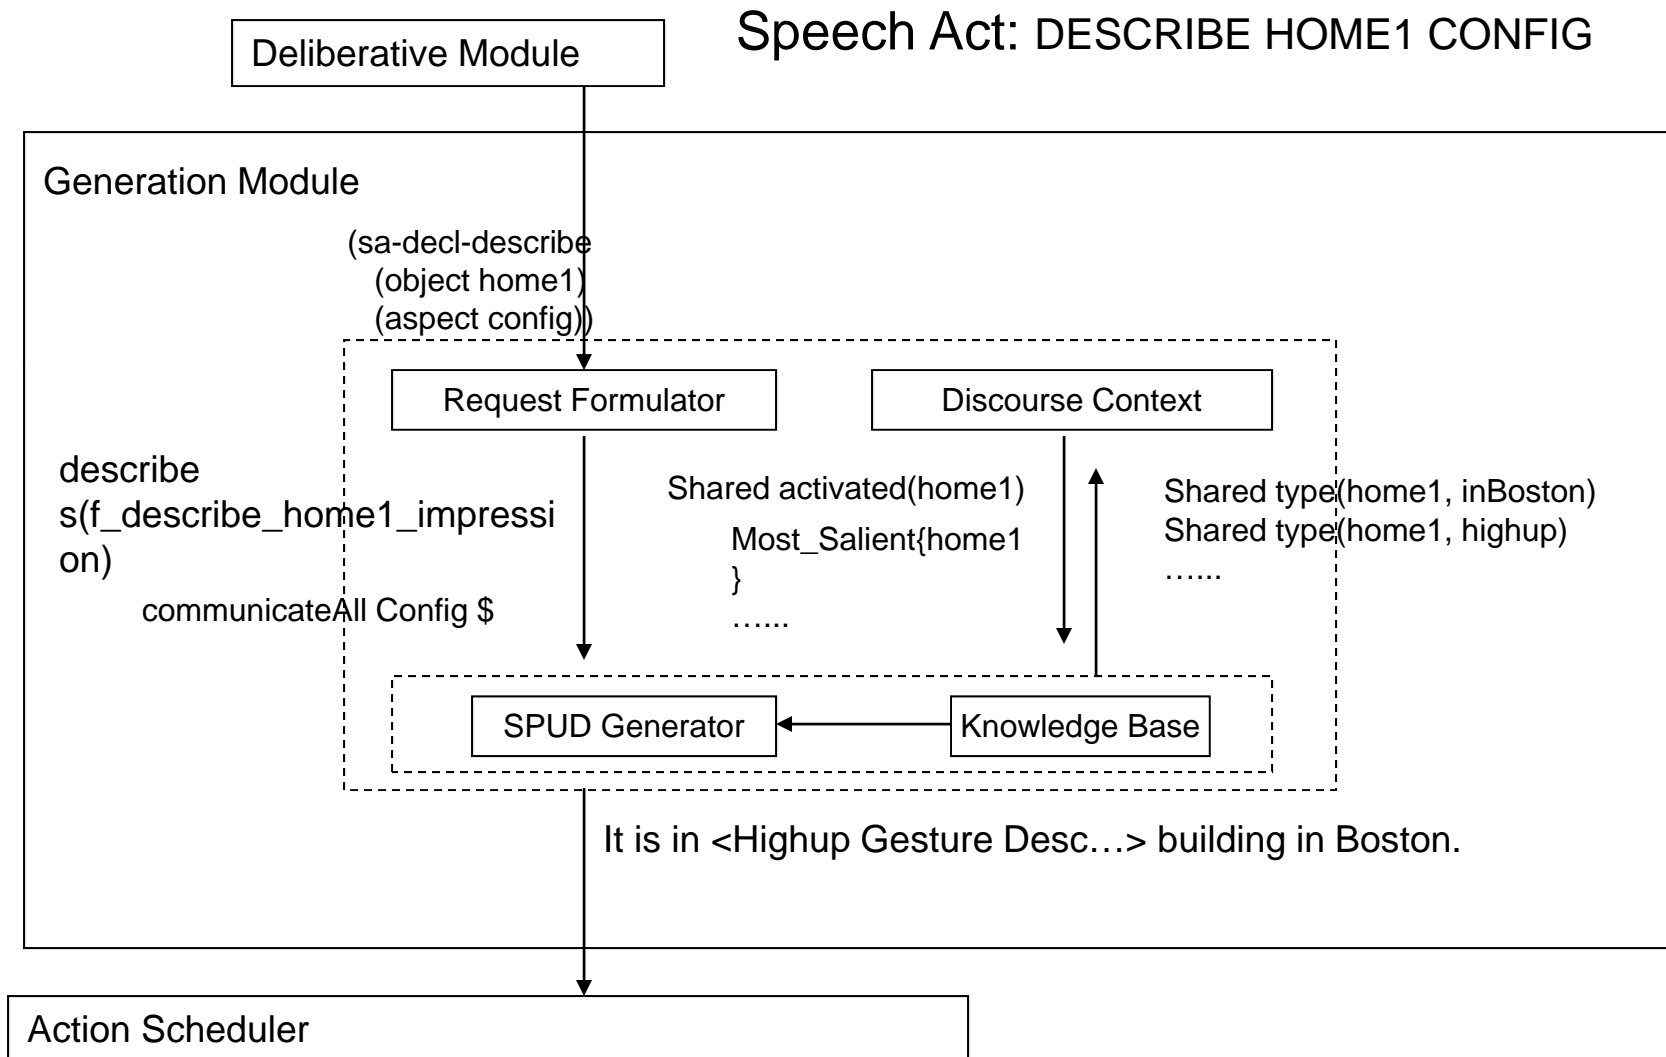 Speech Act: DESCRIBE HOME1 CONFIG
Deliberative Module
Generation Module
(sa-decl-describe
(object home1)
(aspect config))
Request Formulator
Discourse Context
describe
s(f_describe_home1_impressi
on)
communicateAll Config $
Shared activated(home1)
Most_Salient{home1
}
…...
Shared type(home1, inBoston)
Shared type(home1, highup)
…...
SPUD Generator
Knowledge Base
It is in <Highup Gesture Desc…> building in Boston.
Action Scheduler